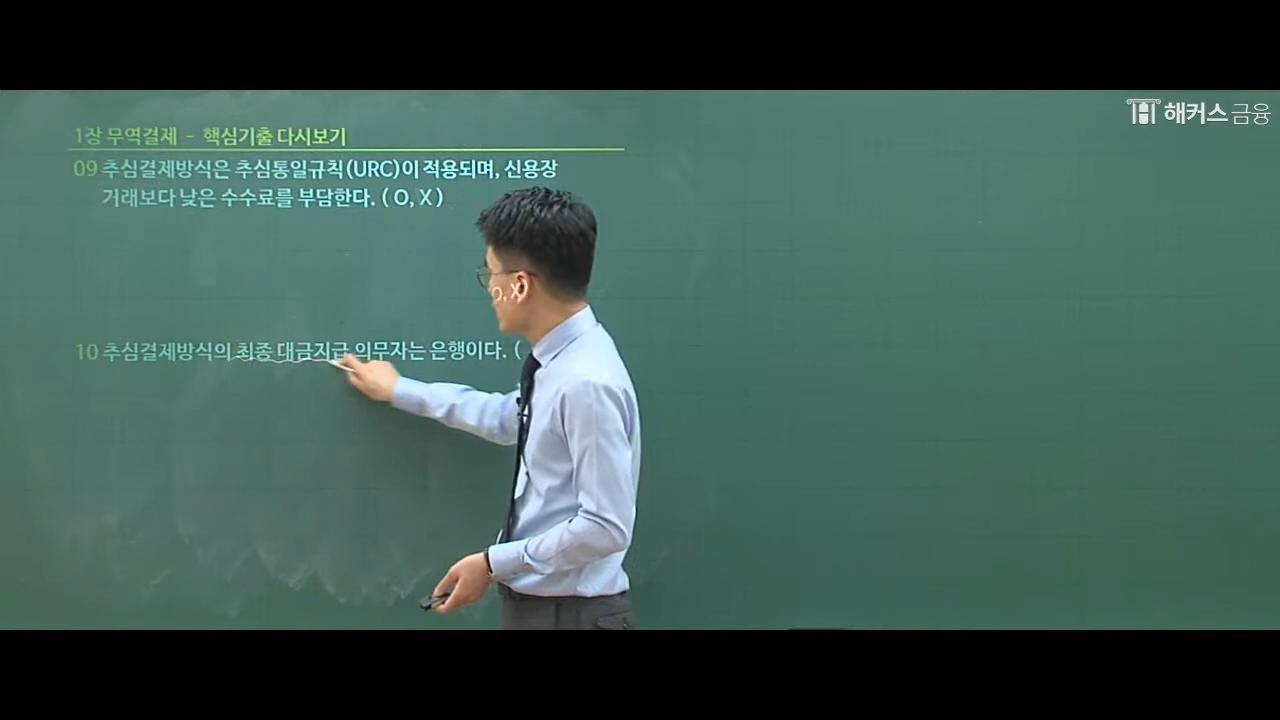 해커스금융
1장 무역결제 - 핵심기출 다시보기
09 추심결제방식은 추심통일규칙(URC)이 적용되며, 신용장
거래보다 낮은 수수료를 부담한다. ( O, X )
10 추심결제방식의 최종 대금지급 의무자는 은행이다. ( O, X